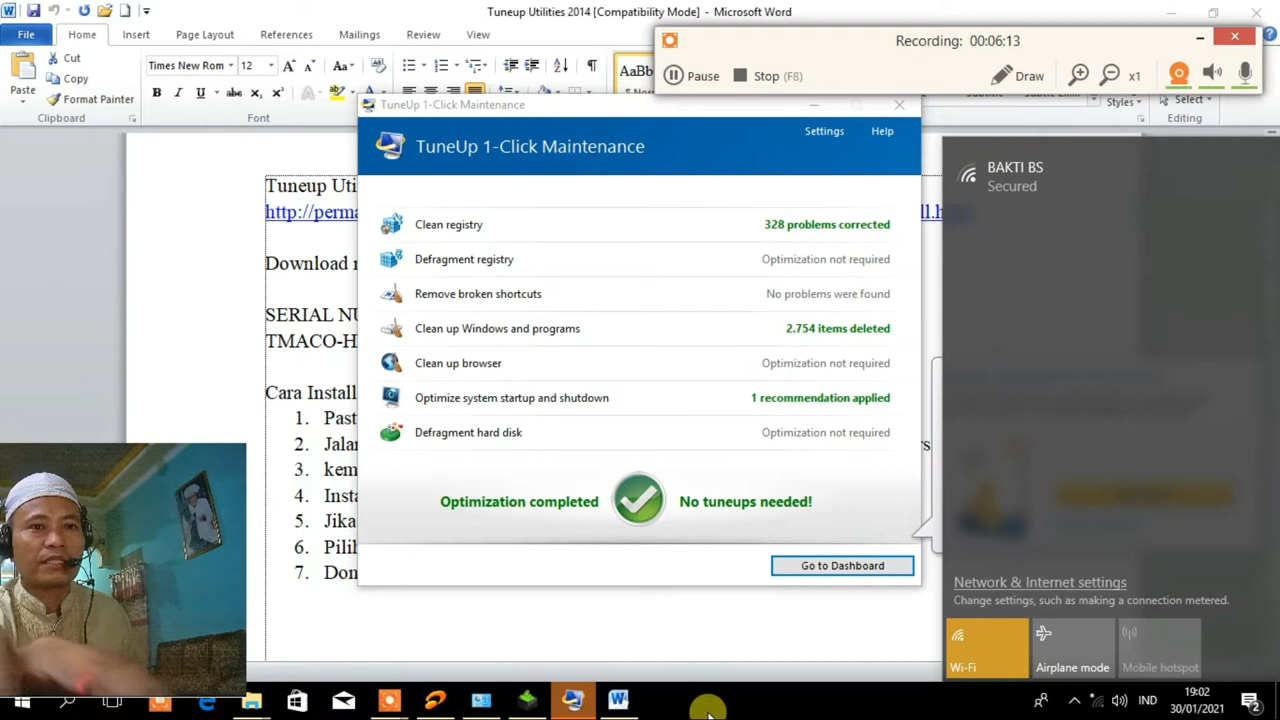 Tuneup Utilities 2014 [Compatibility Mode] - Microsoft Word
File Home Insert Page Layout References Mailings Review View
Recording: 00:06:13
Pause Stop (F8) Draw x1
Cut
Copy
Format Painter
Paste
Clipboard
Times New Rom 12
Font
Styles
Select
Editing
TuneUp 1-Click Maintenance
Settings Help
TuneUp 1-Click Maintenance
Clean registry 328 problems corrected
Defragment registry Optimization not required
Remove broken shortcuts No problems were found
Clean up Windows and programs 2.754 items deleted
Clean up browser Optimization not required
Optimize system startup and shutdown 1 recommendation applied
Defragment hard disk Optimization not required
Optimization completed No tuneups needed!
Go to Dashboard
Tuneup Uti
http://perma
Download
SERIAL NU
TMACO-H
Cara Install
1. Past
2. Jalan
3. kem
4. Insta
5. Jika
6. Pilih
7. Don
BAKTI BS
Secured
Network & Internet settings
Change settings, such as making a connection metered.
Wi-Fi Airplane mode Mobile hotspot
IND
19:02
30/01/2021
2